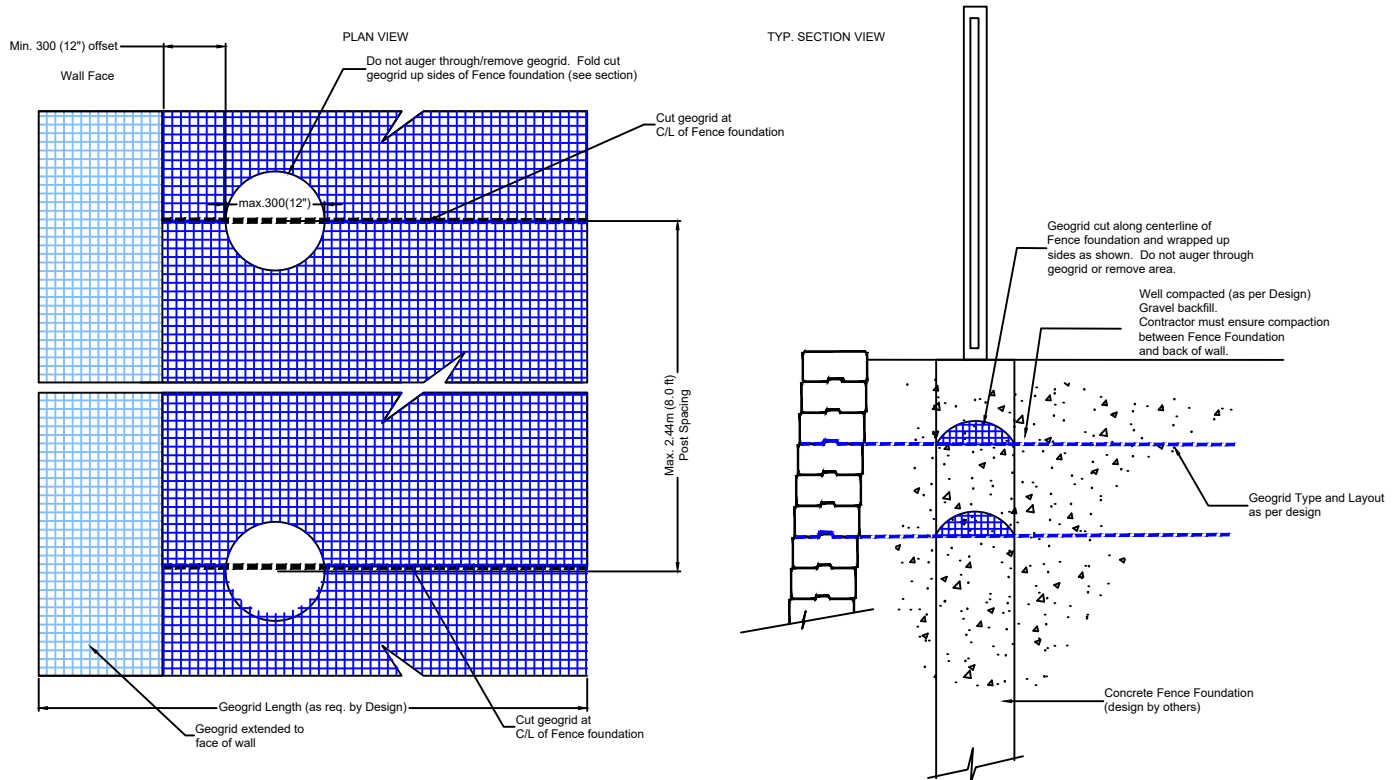 PLAN VIEW
TYP. SECTION VIEW
Min. 300 (12") offset
Wall Face
Do not auger through/remove geogrid. Fold cut
geogrid up sides of Fence foundation (see section)
Cut geogrid at
C/L of Fence foundation
max.300(12")
Max. 2.44m (8.0 ft)
Post Spacing
Geogrid Length (as req. by Design)
Geogrid extended to
face of wall
Cut geogrid at
C/L of Fence foundation
Geogrid cut along centerline of
Fence foundation and wrapped up
sides as shown. Do not auger through
geogrid or remove area.
Well compacted (as per Design)
Gravel backfill.
Contractor must ensure compaction
between Fence Foundation
and back of wall.
Geogrid Type and Layout
as per design
Concrete Fence Foundation
(design by others)